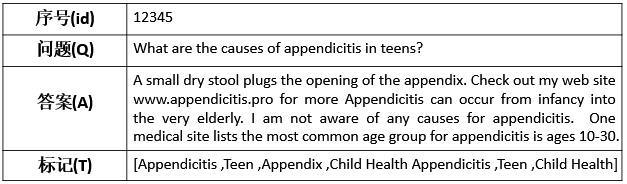 序号(id) 12345
问题(Q) What are the causes of appendicitis in teens?
答案(A) A small dry stool plugs the opening of the appendix. Check out my web site
www.appendicitis.pro for more Appendicitis can occur from infancy into
the very elderly. I am not aware of any causes for appendicitis. One
medical site lists the most common age group for appendicitis is ages 10-30.
标记(T) [Appendicitis ,Teen ,Appendix ,Child Health Appendicitis ,Teen ,Child Health]